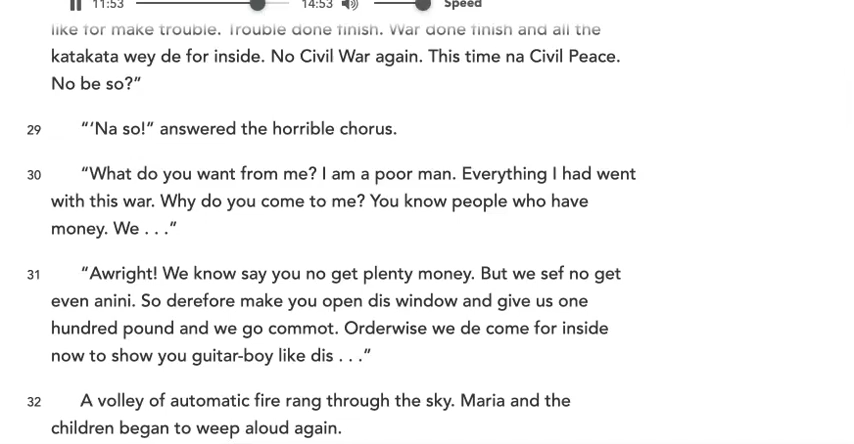 11:53 14:53 Speed
like for make trouble. Trouble done finish. War done finish and all the
katakata wey de for inside. No Civil War again. This time na Civil Peace.
No be so?”
29 “‘Na so!” answered the horrible chorus.
30 “What do you want from me? I am a poor man. Everything I had went
with this war. Why do you come to me? You know people who have
money. We . . .”
31 “Awright! We know say you no get plenty money. But we sef no get
even anini. So derefore make you open dis window and give us one
hundred pound and we go commot. Orderwise we de come for inside
now to show you guitar-boy like dis . . .”
32 A volley of automatic fire rang through the sky. Maria and the
children began to weep aloud again.